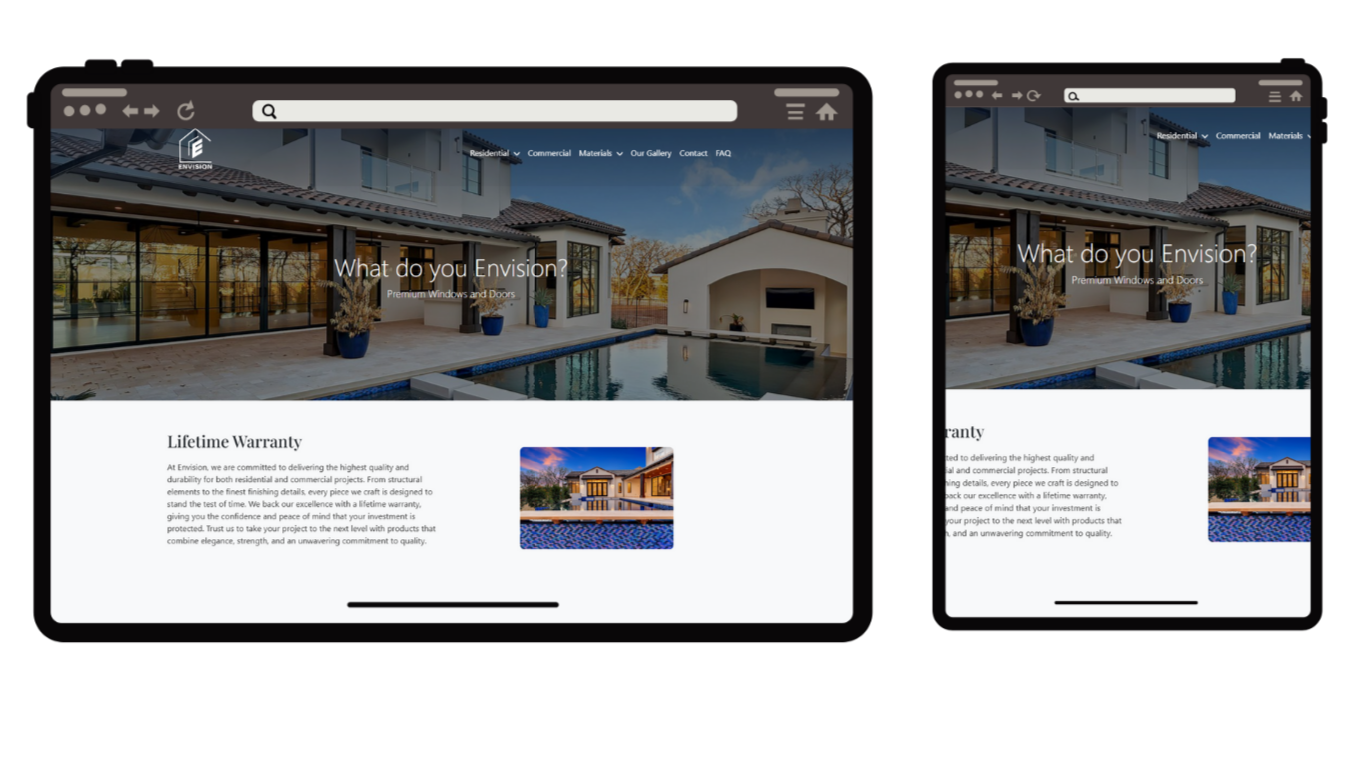 ENVISION
Residential Commercial Materials Our Gallery Contact FAQ
What do you Envision?
Premium Windows and Doors
Lifetime Warranty
At Envision, we are committed to delivering the highest quality and
durability for both residential and commercial projects. From structural
elements to the finest finishing details, every piece we craft is designed to
stand the test of time. We back our excellence with a lifetime warranty,
giving you the confidence and peace of mind that your investment is
protected. Trust us to take your project to the next level with products that
combine elegance, strength, and an unwavering commitment to quality.
Residential Commercial Materials
What do you Envision?
Premium Windows and Doors
ranty
ted to delivering the highest quality and
ial and commercial projects. From structural
hing details, every piece we craft is designed to
back our excellence with a lifetime warranty,
and peace of mind that your investment is
your project to the next level with products that
h, and an unwavering commitment to quality.